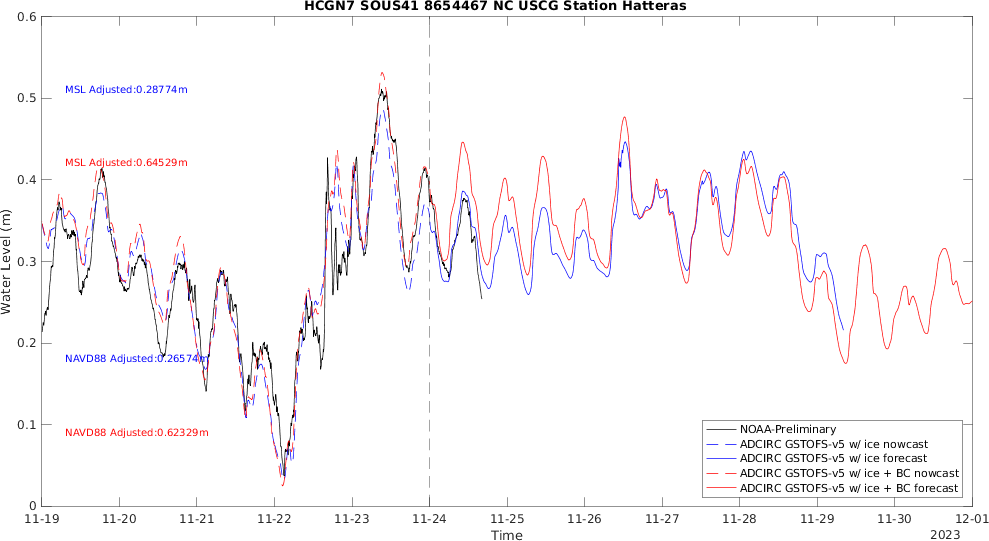 HCGN7 SOUS41 8654467 NC USCG Station Hatteras
0.6
0.5
0.4
0.3
0.2
0.1
0
Water Level (m)
MSL Adjusted:0.28774m
MSL Adjusted:0.64529m
NAVD88 Adjusted:0.26574m
NAVD88 Adjusted:0.62329m
NOAA-Preliminary
ADCIRC GSTOFS-v5 w/ ice nowcast
ADCIRC GSTOFS-v5 w/ ice forecast
ADCIRC GSTOFS-v5 w/ ice + BC nowcast
ADCIRC GSTOFS-v5 w/ ice + BC forecast
11-19 11-20 11-21 11-22 11-23 11-24 11-25 11-26 11-27 11-28 11-29 11-30 12-01
Time
2023